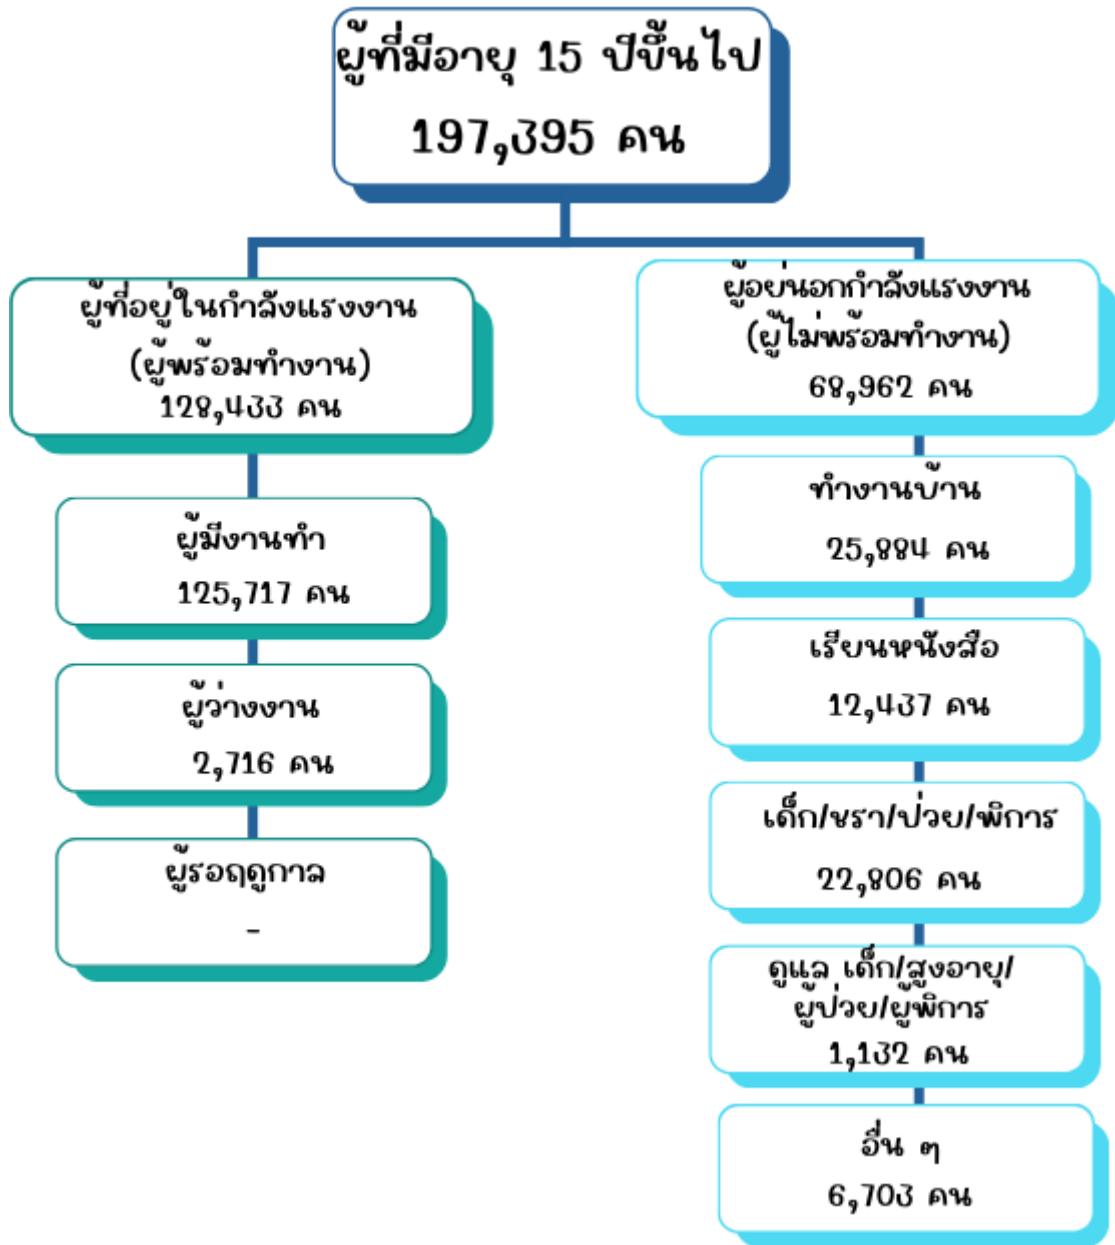 ผู้ที่มีอายุ 15 ปีขึ้นไป
197,395 คน
ผู้ที่อยู่ในกำลังแรงงาน
(ผู้พร้อมทำงาน)
128,433 คน
ผู้มีงานทำ
125,717 คน
ผู้ว่างงาน
2,716 คน
ผู้รอฤดูกาล
-
ผู้อยู่นอกกำลังแรงงาน
(ผู้ไม่พร้อมทำงาน)
68,962 คน
ทำงานบ้าน
25,884 คน
เรียนหนังสือ
12,437 คน
เด็ก/ชรา/ป่วย/พิการ
22,806 คน
ดูแล เด็ก/สูงอายุ/
ผู้ป่วย/ผู้พิการ
1,132 คน
อื่น ๆ
6,703 คน